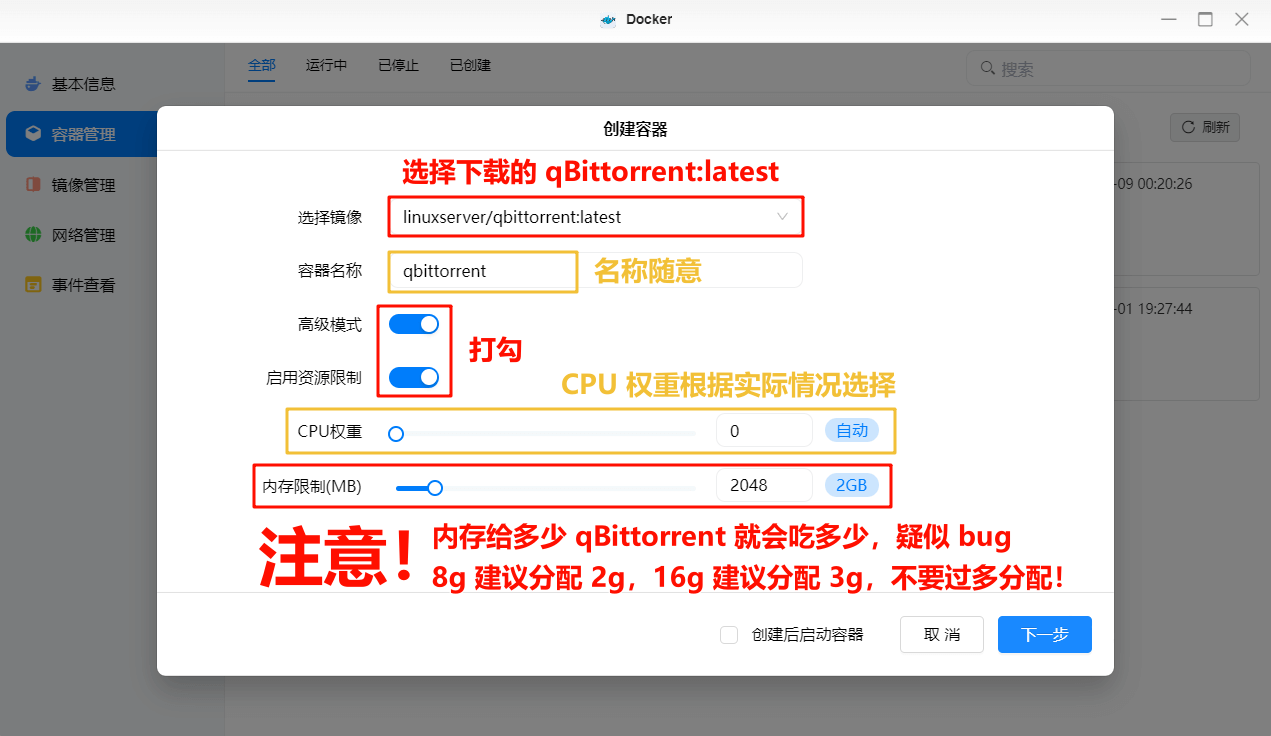 Docker
基本信息
容器管理
镜像管理
网络管理
事件查看
全部 运行中 已停止 已创建
搜索
刷新
-09 00:20:26
-01 19:27:44
创建容器
选择下载的 qBittorrent:latest
选择镜像 linuxserver/qbittorrent:latest
容器名称 qbittorrent 名称随意
高级模式
打勾
启用资源限制
CPU 权重根据实际情况选择
CPU权重 0 自动
内存限制(MB) 2048 2GB
注意！
内存给多少 qBittorrent 就会吃多少，疑似 bug
8g 建议分配 2g，16g 建议分配 3g，不要过多分配！
创建后启动容器 取 消 下一步